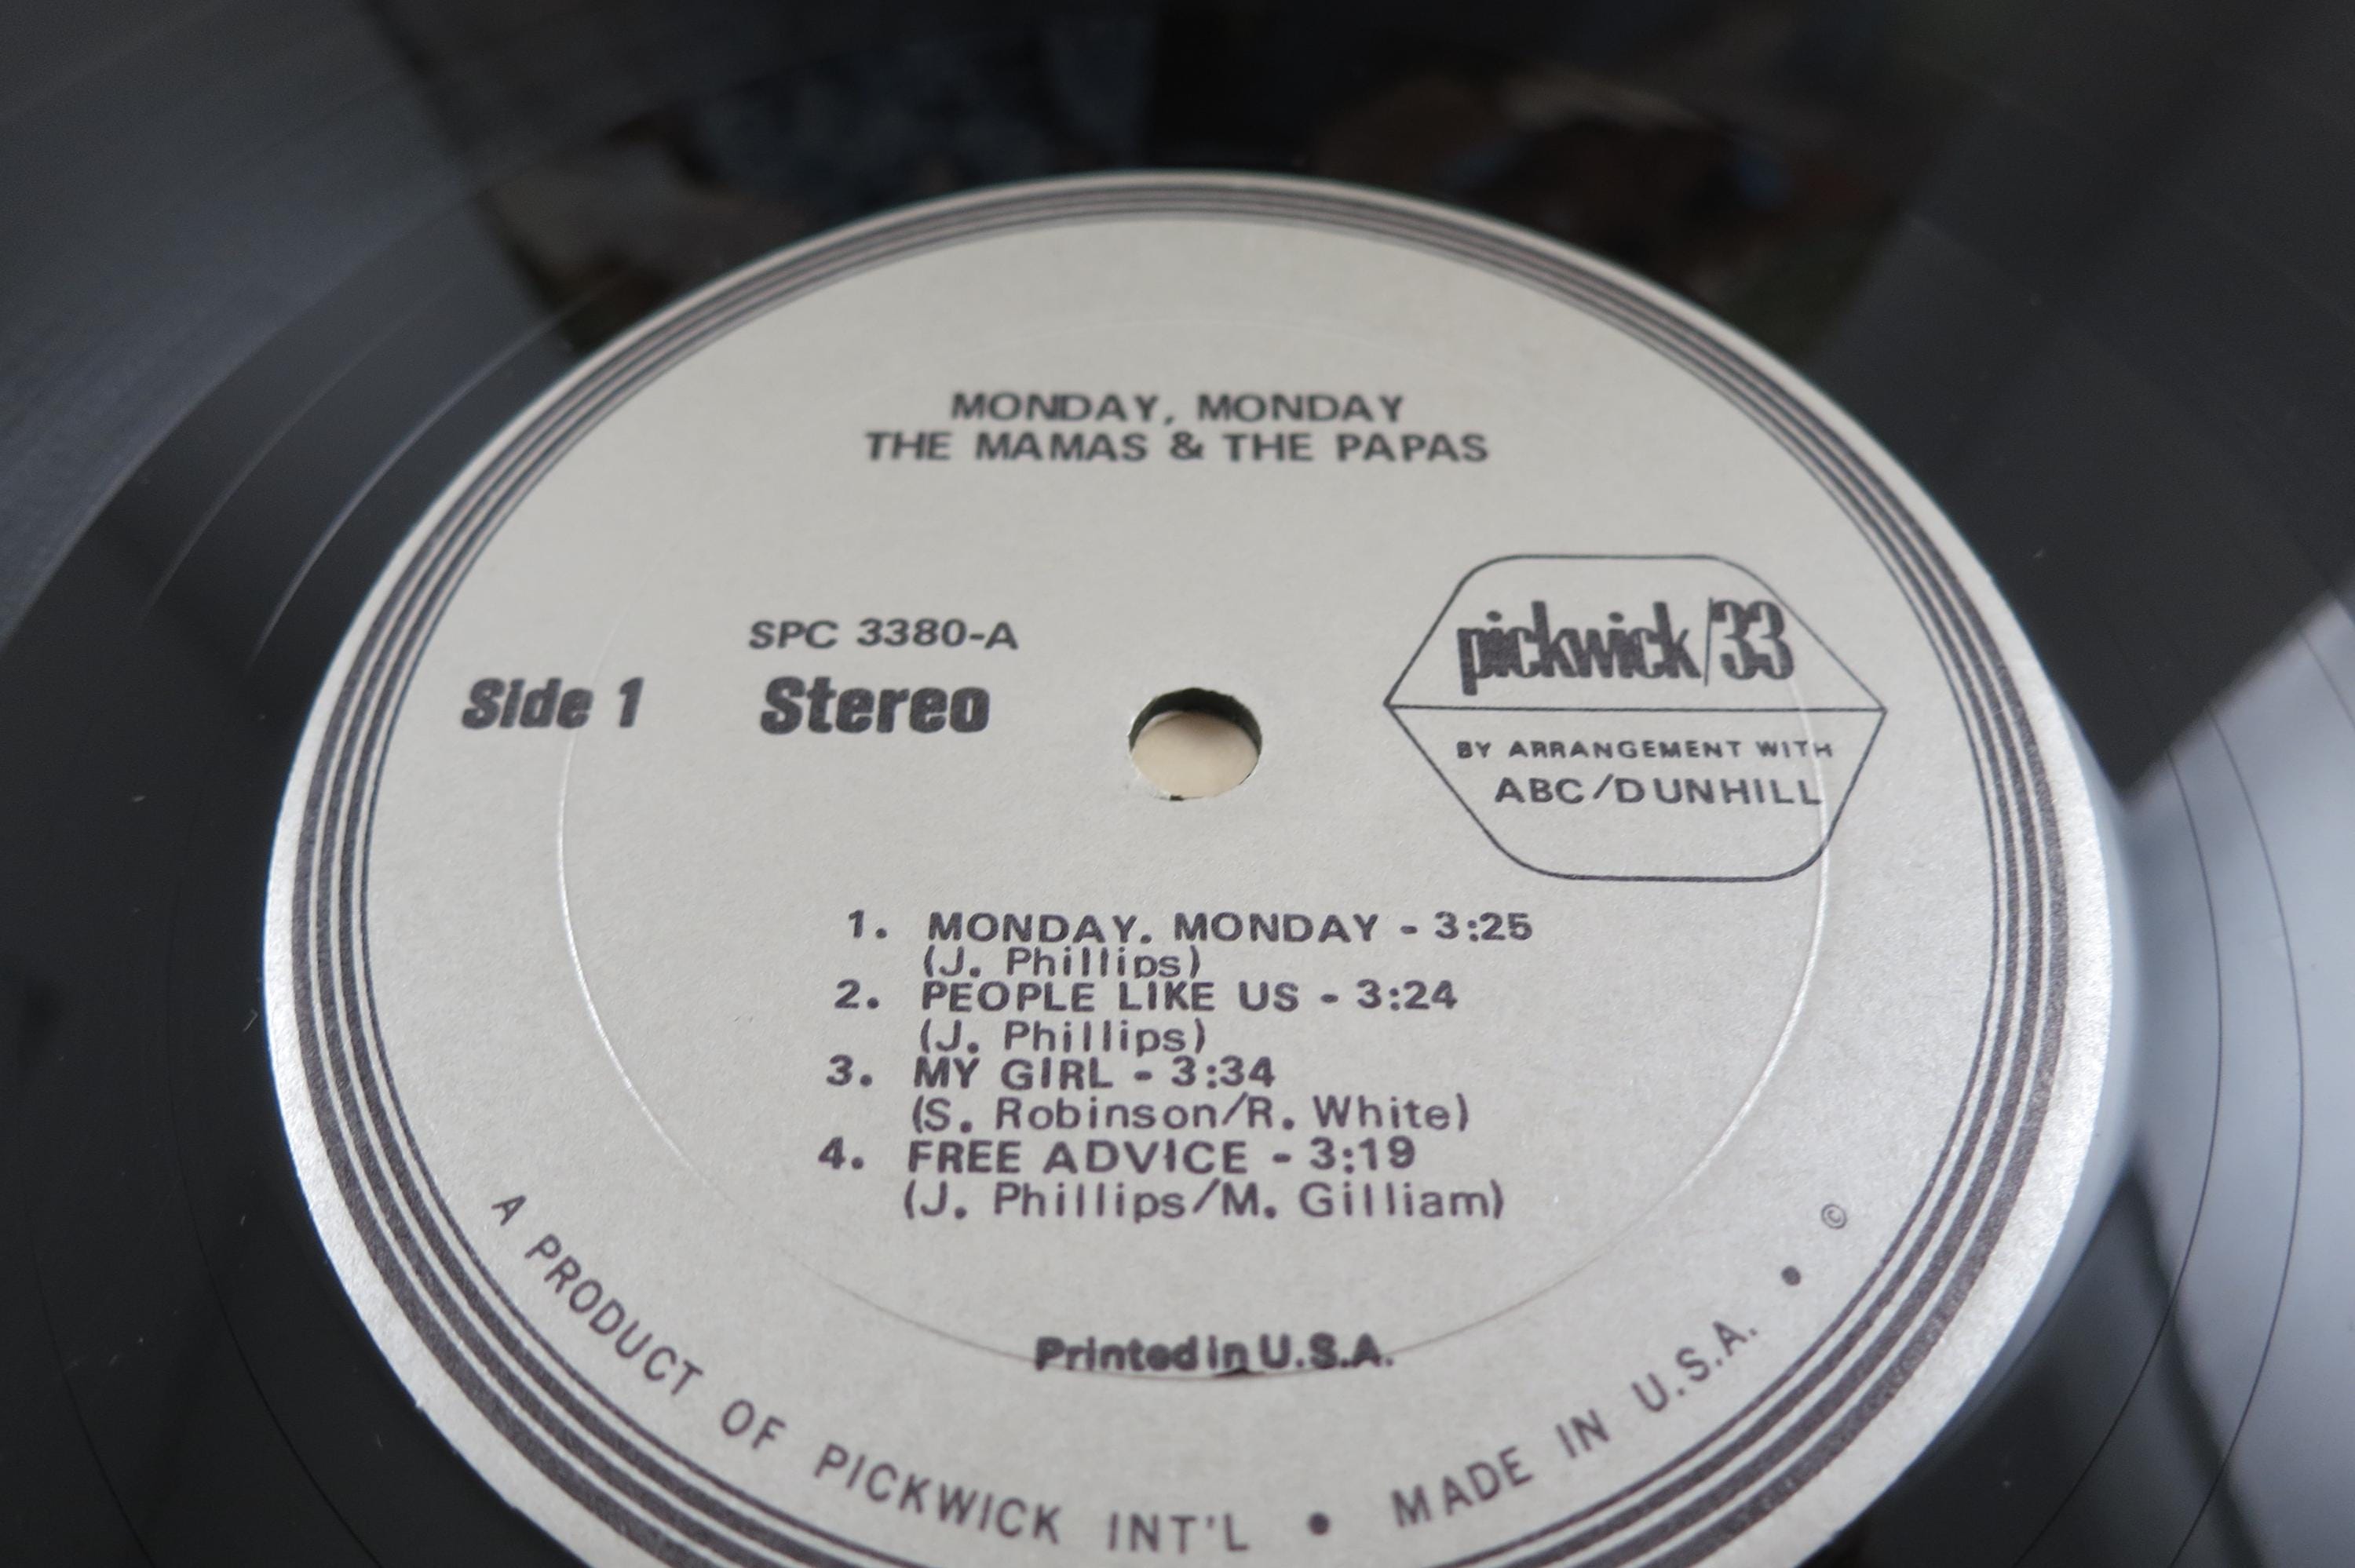 MONDAY, MONDAY
THE MAMAS & THE PAPAS
SPC 3380-A
Side 1
Stereo
pickwick/33
BY ARRANGEMENT WITH
ABC/DUNHILL
1. MONDAY. MONDAY - 3:25
(J. Phillips)
2. PEOPLE LIKE US - 3:24
(J. Phillips)
3. MY GIRL - 3:34
(S. Robinson/R. White)
4. FREE ADVICE - 3:19
(J. Phillips/M. Gilliam)
Printed in U.S.A.
A PRODUCT OF PICKWICK INT'L • MADE IN U.S.A. • ©